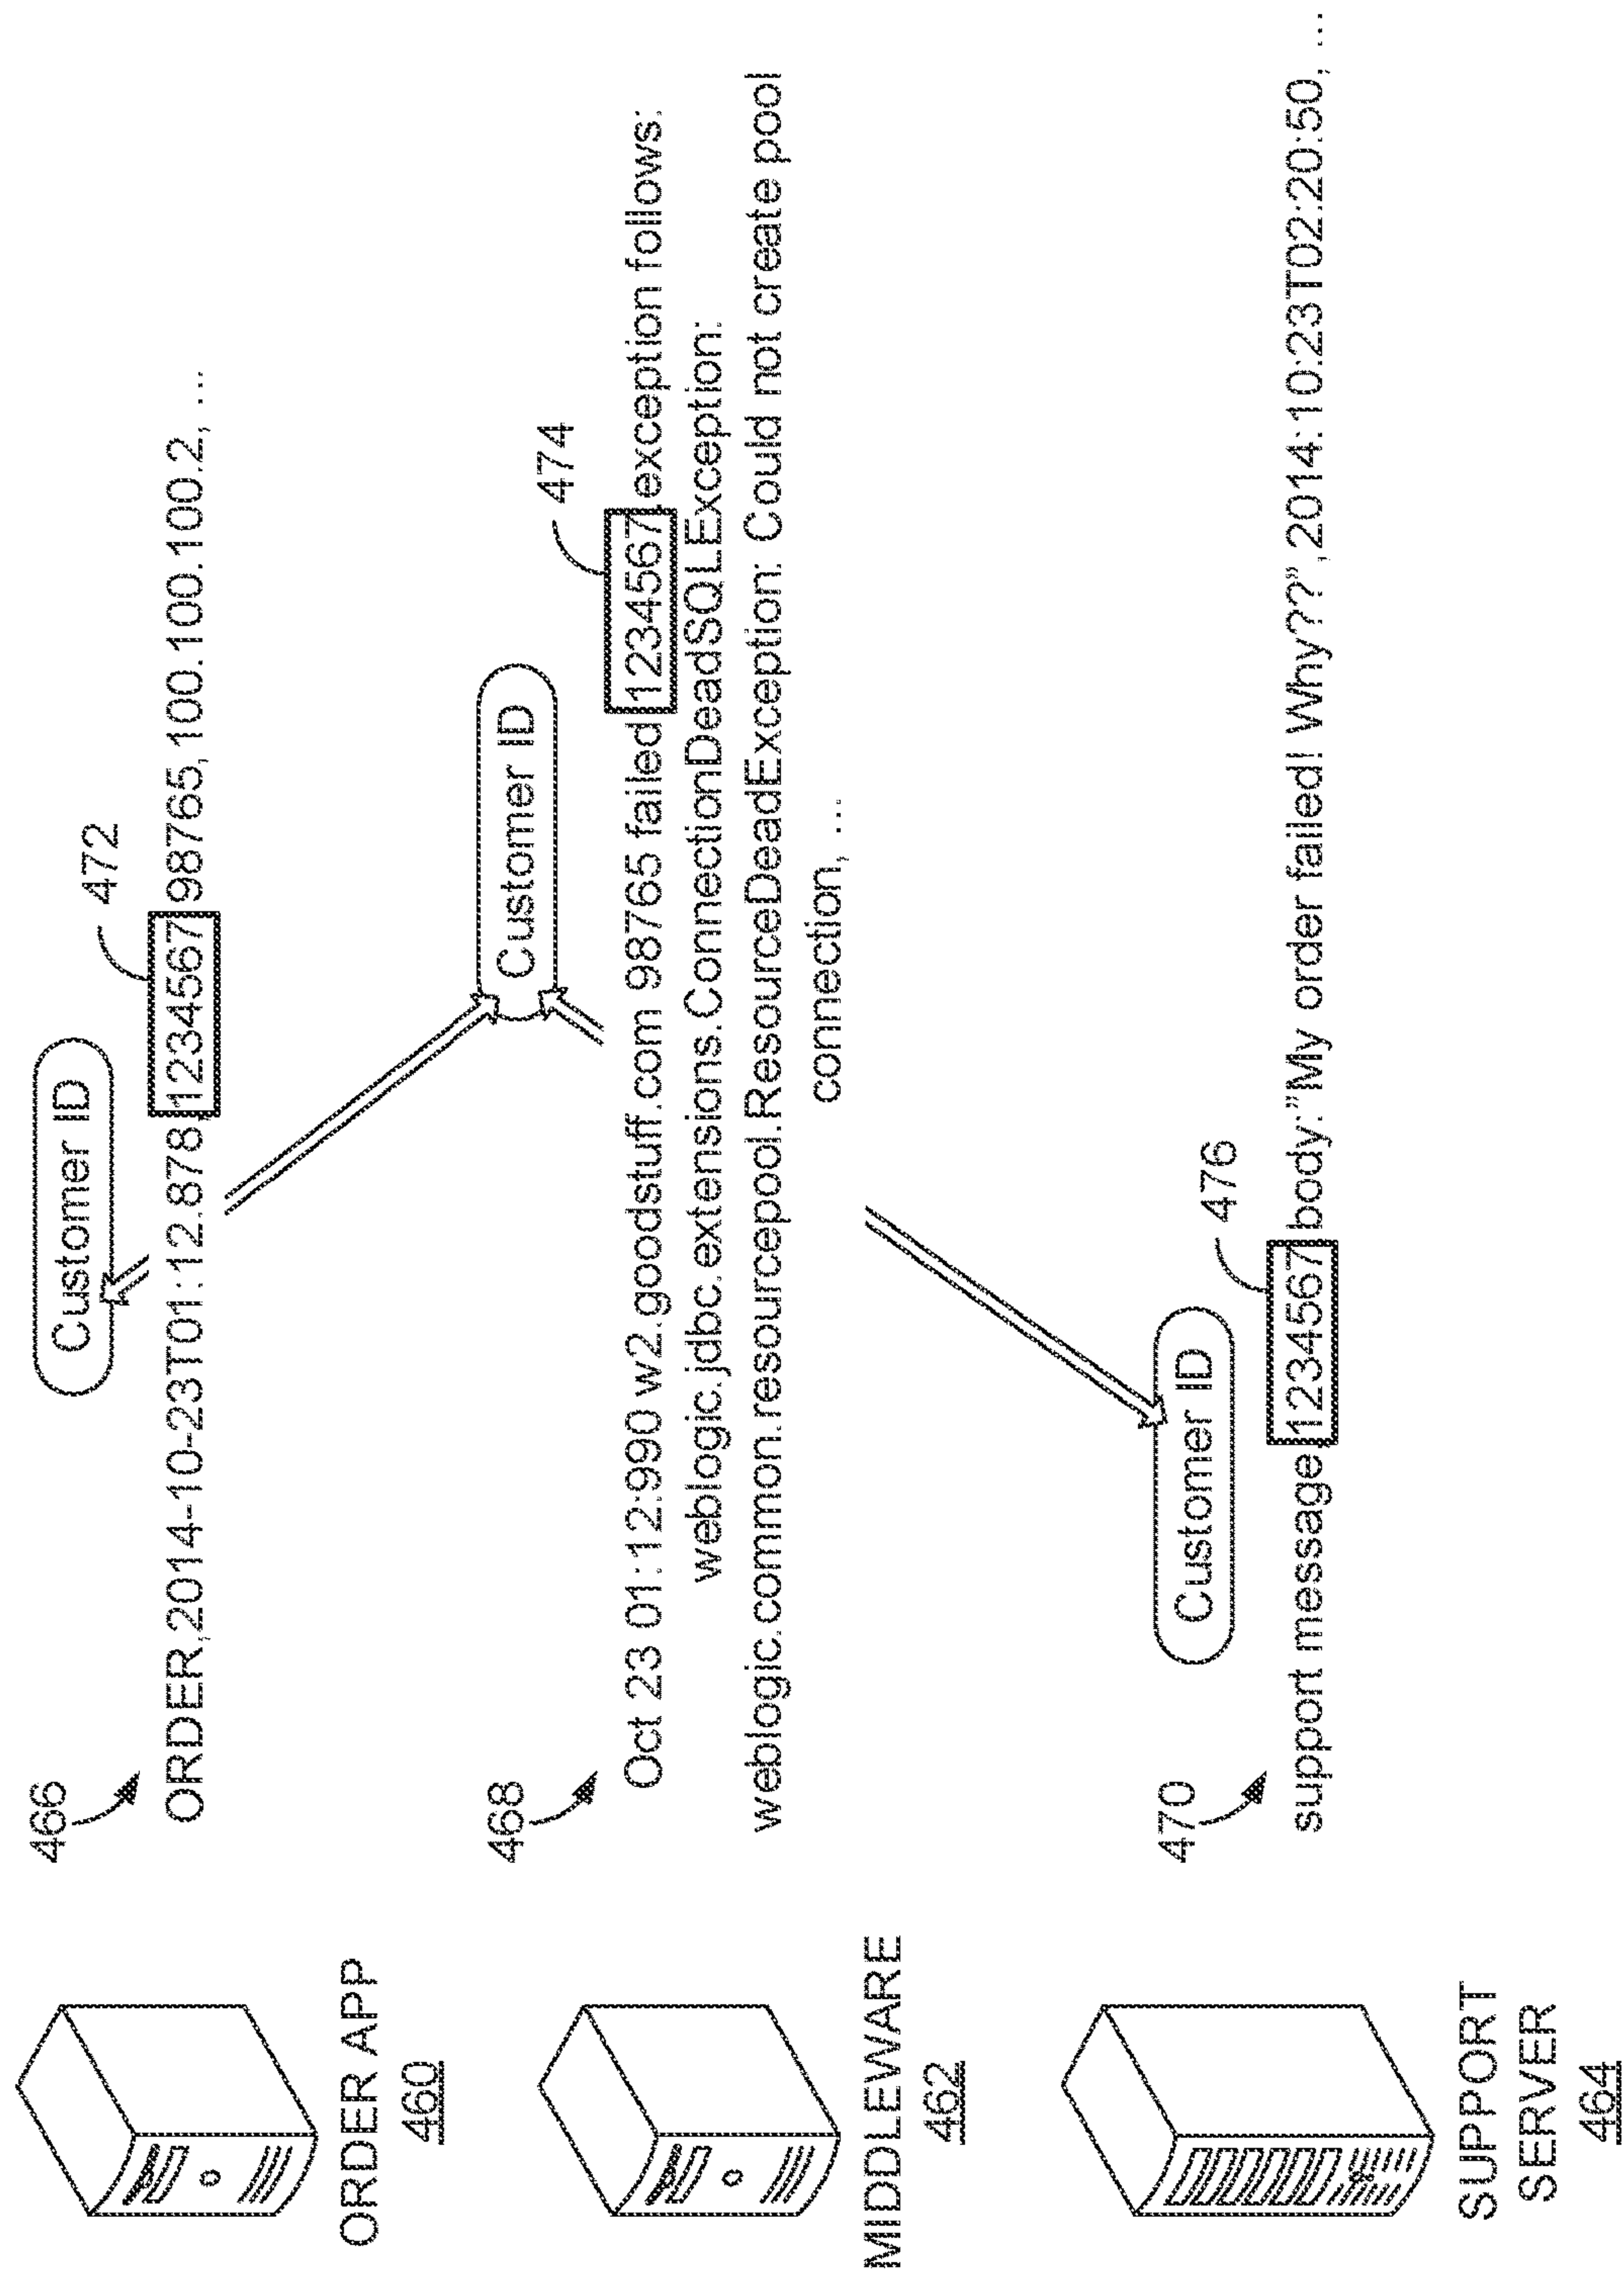 466
Customer ID
472
ORDER,2014-10-23T01:12.878,1234567,98765,100.100.100.2, ...
ORDER APP
460
468
Customer ID
474
Oct 23 01:12:990 w2.goodstuff.com 98765 failed 1234567 exception follows:
weblogic.jdbc.extensions.ConnectionDeadSQLException:
weblogic.common.resourcepool.ResourceDeadException: Could not create pool
connection, ...
MIDDLEWARE
462
470
Customer ID
476
support message,1234567,body:"My order failed! Why??",2014:10:23T02:20:50, ...
SUPPORT
SERVER
464